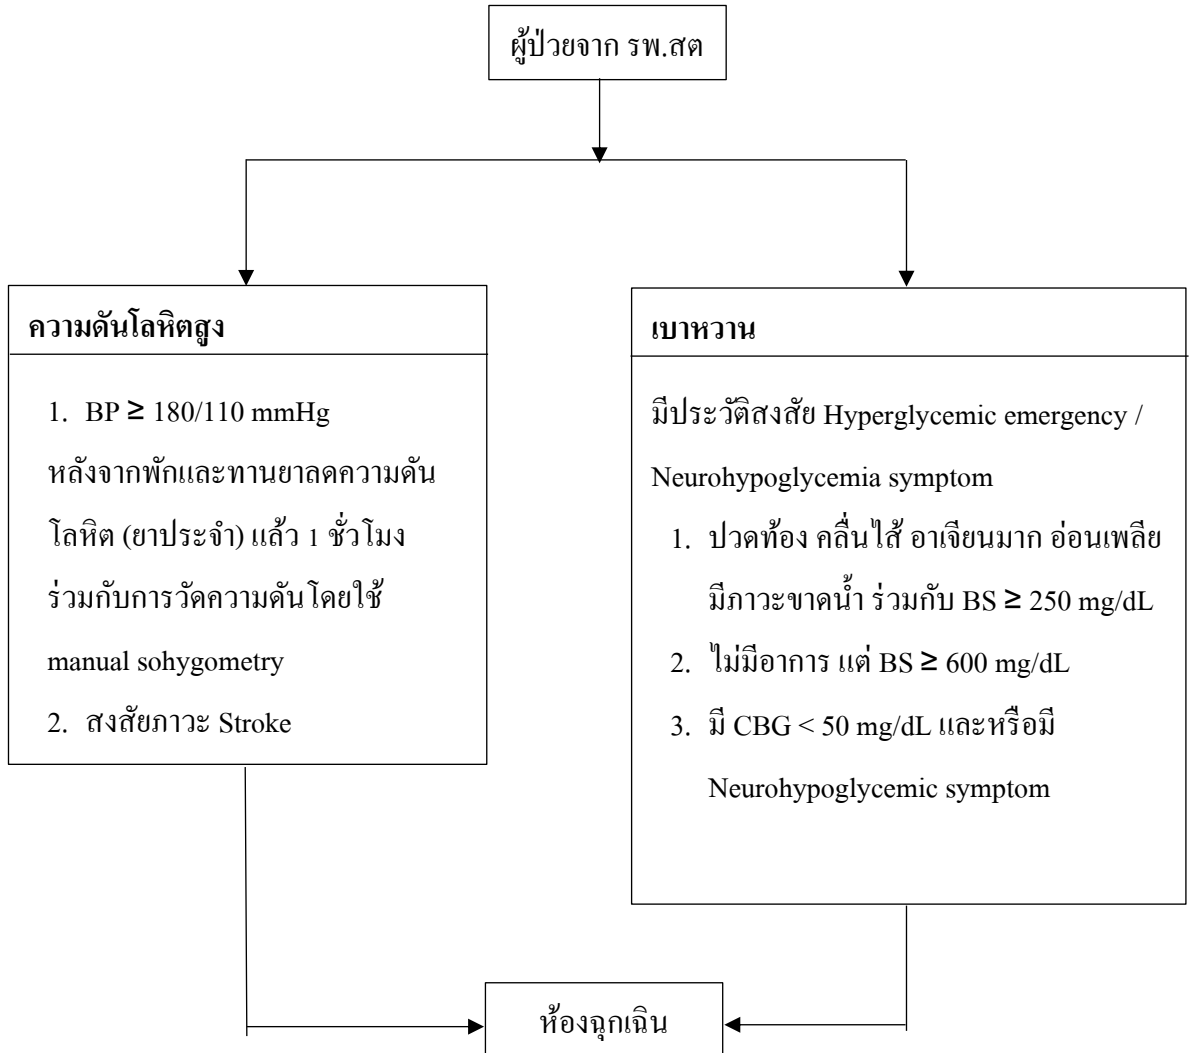 ผู้ป่วยจาก รพ.สต
ความดันโลหิตสูง
1. BP ≥ 180/110 mmHg
หลังจากพักและทานยาลดความดัน
โลหิต (ยาประจำ) แล้ว 1 ชั่วโมง
ร่วมกับการวัดความดันโดยใช้
manual sohygometry
2. สงสัยภาวะ Stroke
เบาหวาน
มีประวัติสงสัย Hyperglycemic emergency /
Neurohypoglycemia symptom
1. ปวดท้อง คลื่นไส้ อาเจียนมาก อ่อนเพลีย
มีภาวะขาดน้ำ ร่วมกับ BS ≥ 250 mg/dL
2. ไม่มีอาการ แต่ BS ≥ 600 mg/dL
3. มี CBG < 50 mg/dL และหรือมี
Neurohypoglycemic symptom
ห้องฉุกเฉิน